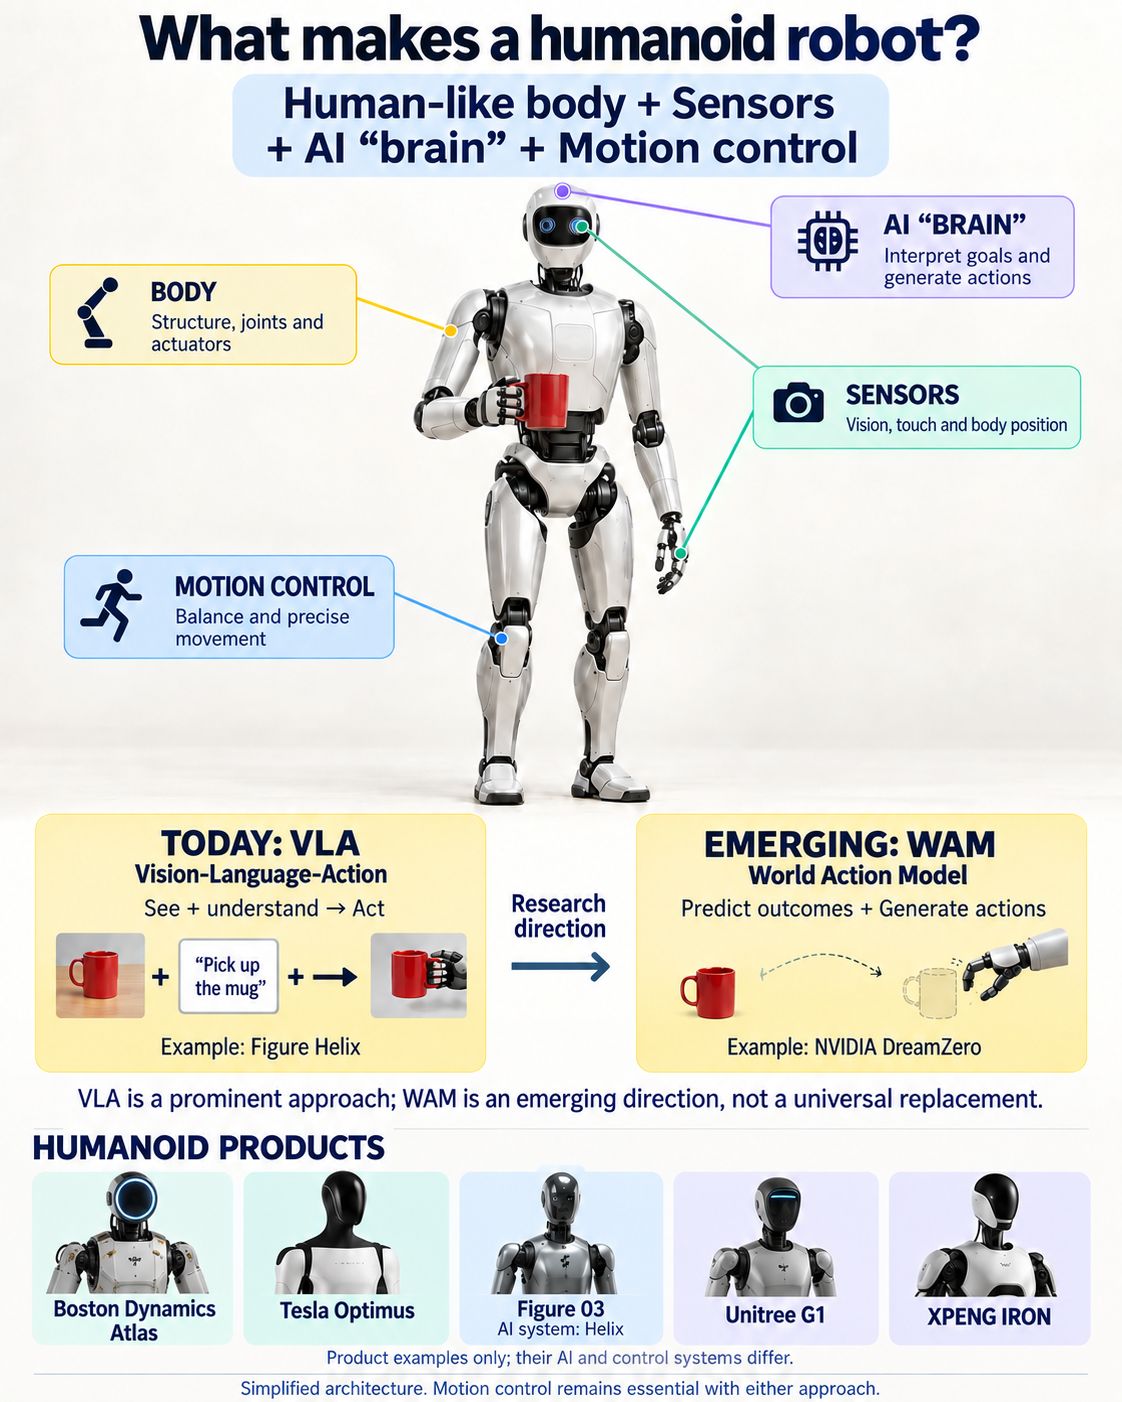 What makes a humanoid robot?
Human-like body + Sensors
+ AI “brain” + Motion control
AI “BRAIN”
Interpret goals and
generate actions
BODY
Structure, joints and
actuators
SENSORS
Vision, touch and body position
MOTION CONTROL
Balance and precise
movement
TODAY: VLA
Vision-Language-Action
See + understand → Act
+
“Pick up
the mug”
+ →
Example: Figure Helix
Research
direction
EMERGING: WAM
World Action Model
Predict outcomes + Generate actions
Example: NVIDIA DreamZero
VLA is a prominent approach; WAM is an emerging direction, not a universal replacement.
HUMANOID PRODUCTS
Boston Dynamics
Atlas
Tesla Optimus
Figure 03
AI system: Helix
Unitree G1
XPENG IRON
Product examples only; their AI and control systems differ.
Simplified architecture. Motion control remains essential with either approach.